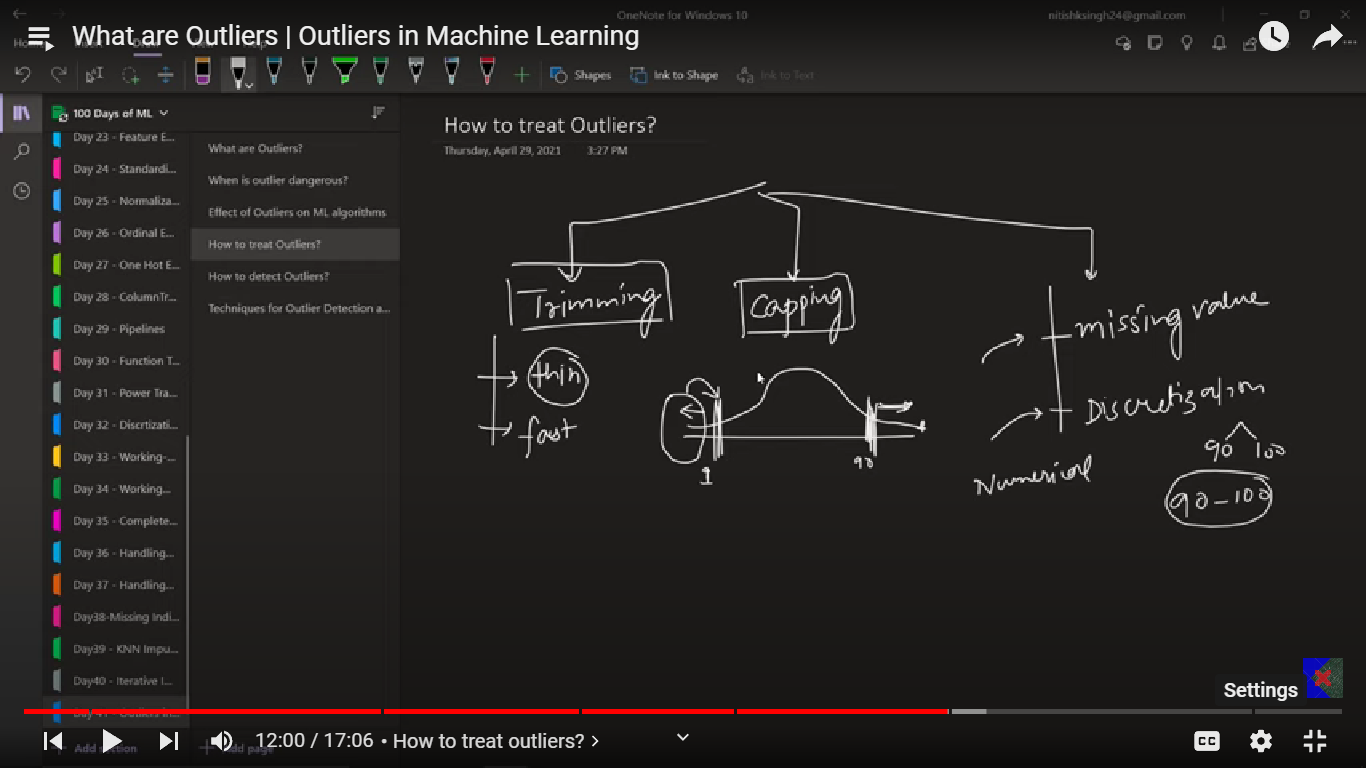 OneNote for Windows 10
nitishksingh24@gmail.com
What are Outliers | Outliers in Machine Learning
Shapes
Ink to Shape
Ink to Text
100 Days of ML
Day 23 - Feature E...
Day 24 - Standardi...
Day 25 - Normaliza...
Day 26 - Ordinal E...
Day 27 - One Hot E...
Day 28 - ColumnTr...
Day 29 - Pipelines
Day 30 - Function T...
Day 31 - Power Tra...
Day 32 - Discrtizati...
Day 33 - Working-...
Day 34 - Working...
Day 35 - Complete...
Day 36 - Handling...
Day 37 - Handling...
Day38-Missing Indi...
Day39 - KNN Impu...
Day40 - Iterative I...
Day 41 - Outliers in...
Add section
What are Outliers?
When is outlier dangerous?
Effect of Outliers on ML algorithms
How to treat Outliers?
How to detect Outliers?
Techniques for Outlier Detection a...
Add page
How to treat Outliers?
Thursday, April 29, 2021 3:27 PM
Trimming
Capping
missing value
thin
fast
Discretization
1
90
Numerical
90 100
90-100
Settings
12:00 / 17:06 • How to treat outliers? >
CC